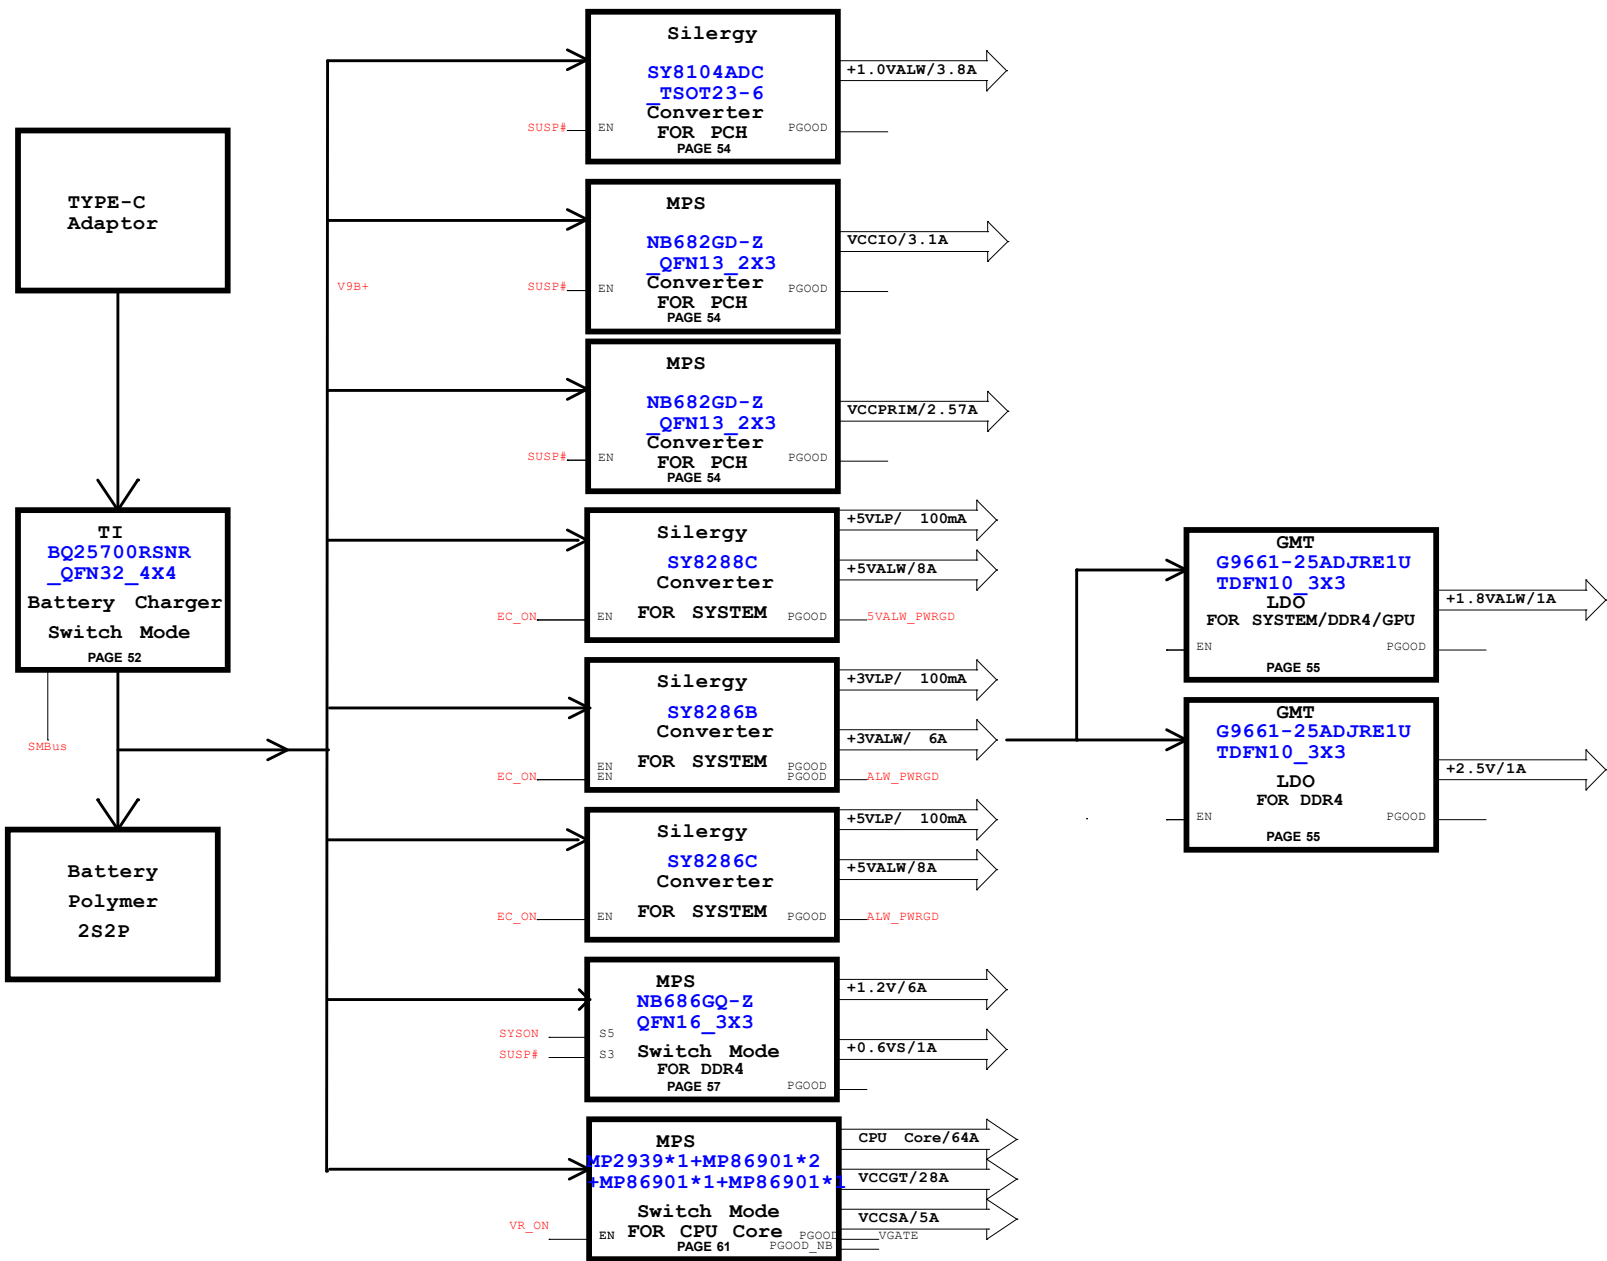 TYPE-C
Adaptor
TI
BQ25700RSNR
_QFN32_4X4
Battery Charger
Switch Mode
PAGE 52
SMBus
Battery
Polymer
2S2P
V9B+
Silergy
SY8104ADC
_TSOT23-6
Converter
FOR PCH
PAGE 54
SUSP#
EN
PGOOD
+1.0VALW/3.8A
MPS
NB682GD-Z
_QFN13_2X3
Converter
FOR PCH
PAGE 54
SUSP#
EN
PGOOD
VCCIO/3.1A
MPS
NB682GD-Z
_QFN13_2X3
Converter
FOR PCH
PAGE 54
SUSP#
EN
PGOOD
VCCPRIM/2.57A
Silergy
SY8288C
Converter
FOR SYSTEM
EC_ON
EN
PGOOD
5VALW_PWRGD
+5VLP/ 100mA
+5VALW/8A
Silergy
SY8286B
Converter
FOR SYSTEM
EN
EC_ON
EN
PGOOD
PGOOD
ALW_PWRGD
+3VLP/ 100mA
+3VALW/ 6A
Silergy
SY8286C
Converter
FOR SYSTEM
EC_ON
EN
PGOOD
ALW_PWRGD
+5VLP/ 100mA
+5VALW/8A
MPS
NB686GQ-Z
QFN16_3X3
Switch Mode
FOR DDR4
PAGE 57
SYSON
S5
SUSP#
S3
PGOOD
+1.2V/6A
+0.6VS/1A
MPS
MP2939*1+MP86901*2
+MP86901*1+MP86901*1
Switch Mode
FOR CPU Core
PAGE 61
VR_ON
EN
PGOOD
VGATE
PGOOD_NB
CPU Core/64A
VCCGT/28A
VCCSA/5A
GMT
G9661-25ADJRE1U
TDFN10_3X3
LDO
FOR SYSTEM/DDR4/GPU
EN
PGOOD
PAGE 55
+1.8VALW/1A
GMT
G9661-25ADJRE1U
TDFN10_3X3
LDO
FOR DDR4
EN
PGOOD
PAGE 55
+2.5V/1A